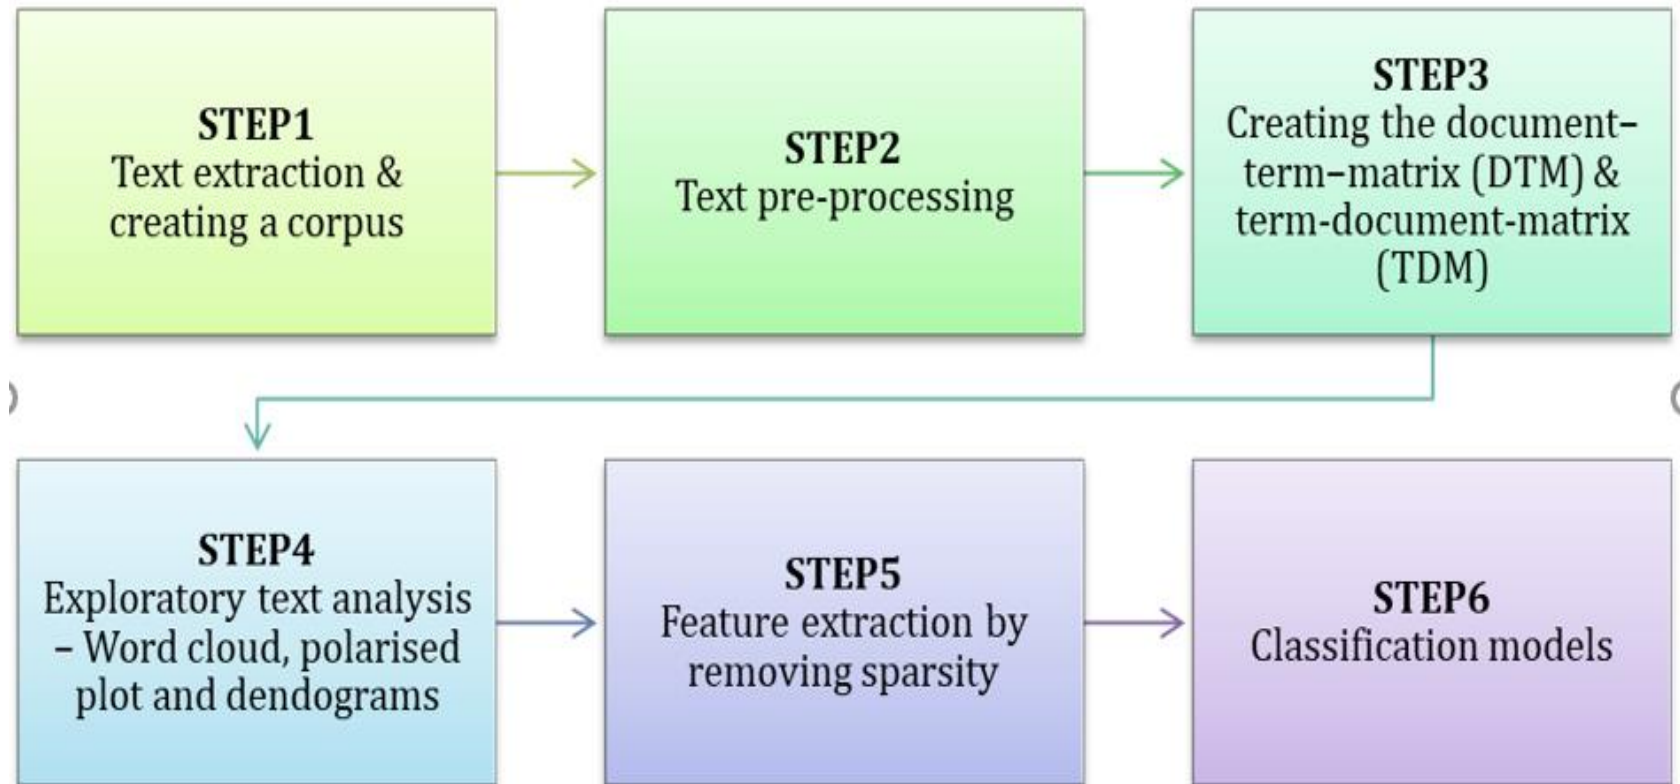 STEP1
Text extraction &
creating a corpus
STEP2
Text pre-processing
STEP3
Creating the document–
term–matrix (DTM) &
term-document-matrix
(TDM)
STEP4
Exploratory text analysis
– Word cloud, polarised
plot and dendograms
STEP5
Feature extraction by
removing sparsity
STEP6
Classification models